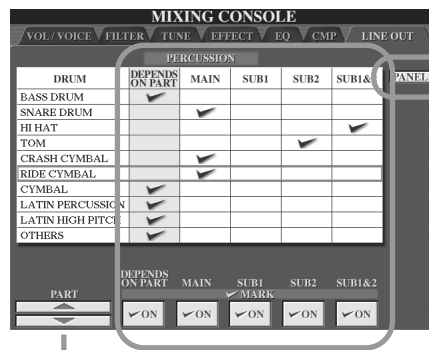 MIXING CONSOLE
VOL / VOICE FILTER TUNE EFFECT EQ CMP LINE OUT
PERCUSSION
DRUM DEPENDS ON PART MAIN SUB1 SUB2 SUB1& PANEL
BASS DRUM
SNARE DRUM
HI HAT
TOM
CRASH CYMBAL
RIDE CYMBAL
CYMBAL
LATIN PERCUSSION
LATIN HIGH PITCH
OTHERS
DEPENDS ON PART MAIN SUB1 SUB2 SUB1&2
PART MARK
ON ON ON ON ON